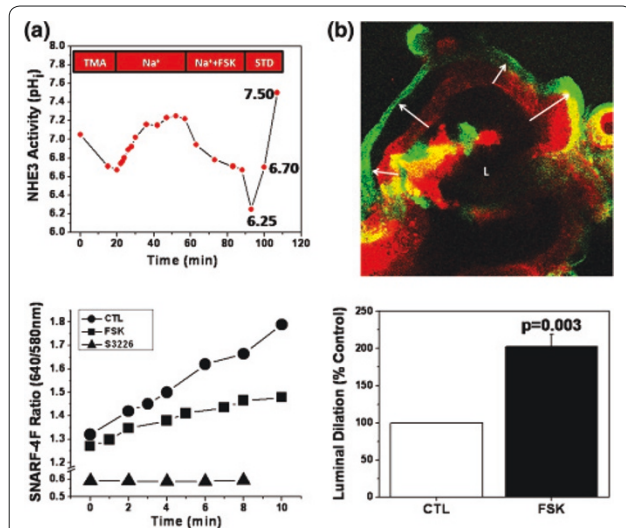 (a)
TMA Na⁺ Na⁺+FSK STD
NHE3 Activity (pHi)
7.8
7.6
7.4
7.2
7.0
6.8
6.6
6.4
6.2
6.0
7.50
6.70
6.25
0 20 40 60 80 100 120
Time (min)
(b)
L
SNARF-4F Ratio (640/580nm)
1.8
1.7
1.6
1.5
1.4
1.3
1.2
0.6
0.5
CTL
FSK
S3226
0 2 4 6 8 10
Time (min)
Luminal Dilation (% Control)
250
200
150
100
50
0
p=0.003
CTL FSK